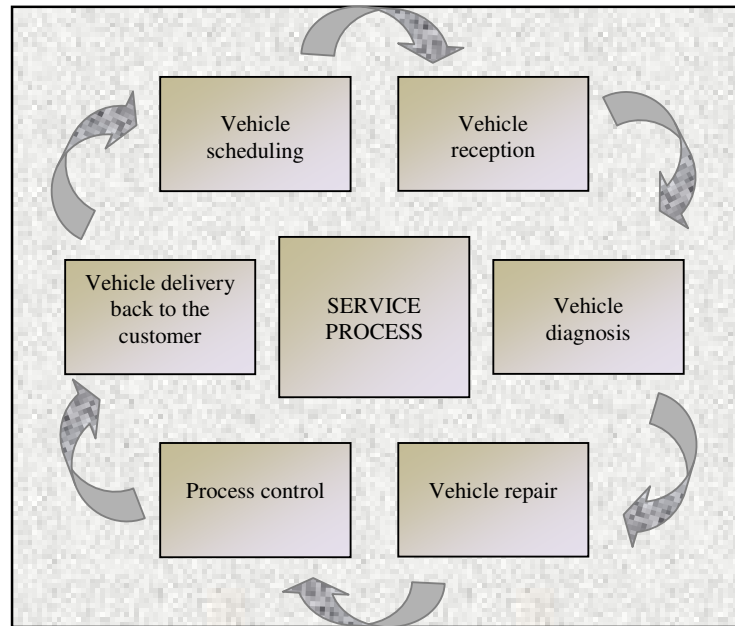 Vehicle
scheduling
Vehicle
reception
Vehicle delivery
back to the
customer
SERVICE
PROCESS
Vehicle
diagnosis
Process control
Vehicle repair